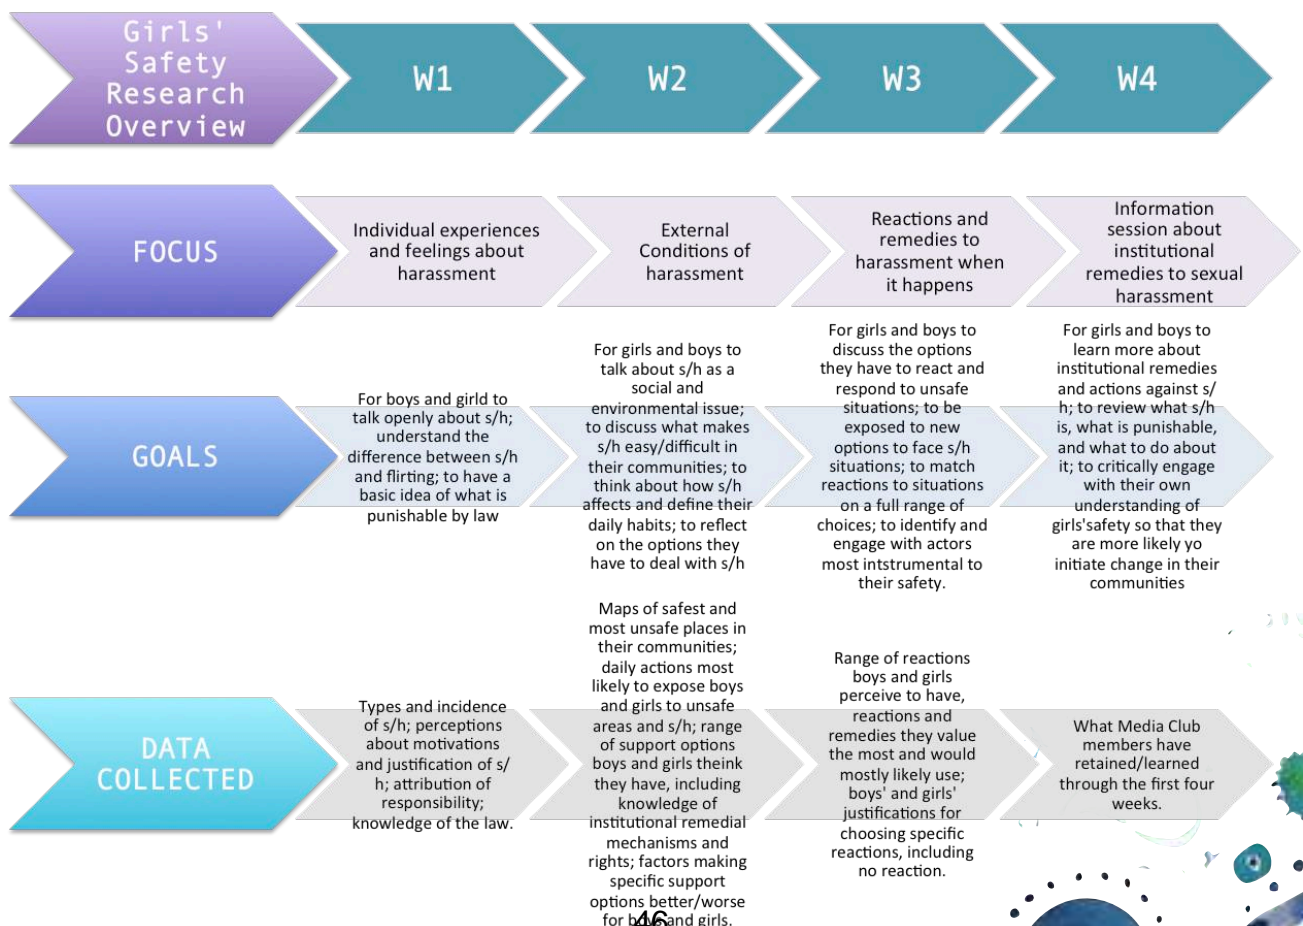 Girls'
Safety
Research
Overview
W1
W2
W3
W4
FOCUS
Individual experiences
and feelings about
harassment
External
Conditions of
harassment
Reactions and
remedies to
harassment when
it happens
Information
session about
institutional
remedies to sexual
harassment
GOALS
For boys and girld to
talk openly about s/h;
understand the
difference between s/h
and flirting; to have a
basic idea of what is
punishable by law
For girls and boys to
talk about s/h as a
social and
environmental issue;
to discuss what makes
s/h easy/difficult in
their communities; to
think about how s/h
affects and define their
daily habits; to reflect
on the options they
have to deal with s/h
For girls and boys to
discuss the options
they have to react and
respond to unsafe
situations; to be
exposed to new
options to face s/h
situations; to match
reactions to situations
on a full range of
choices; to identify and
engage with actors
most intstrumental to
their safety.
For girls and boys to
learn more about
institutional remedies
and actions against s/
h; to review what s/h
is, what is punishable,
and what to do about
it; to critically engage
with their own
understanding of
girls'safety so that they
are more likely yo
initiate change in their
communities
DATA
COLLECTED
Types and incidence
of s/h; perceptions
about motivations
and justification of s/
h; attribution of
responsibility;
knowledge of the law.
Maps of safest and
most unsafe places in
their communities;
daily actions most
likely to expose boys
and girls to unsafe
areas and s/h; range
of support options
boys and girls theink
they have, including
knowledge of
institutional remedial
mechanisms and
rights; factors making
specific support
options better/worse
for boys and girls.
Range of reactions
boys and girls
perceive to have,
reactions and
remedies they value
the most and would
mostly likely use;
boys' and girls'
justifications for
choosing specific
reactions, including
no reaction.
What Media Club
members have
retained/learned
through the first four
weeks.
46